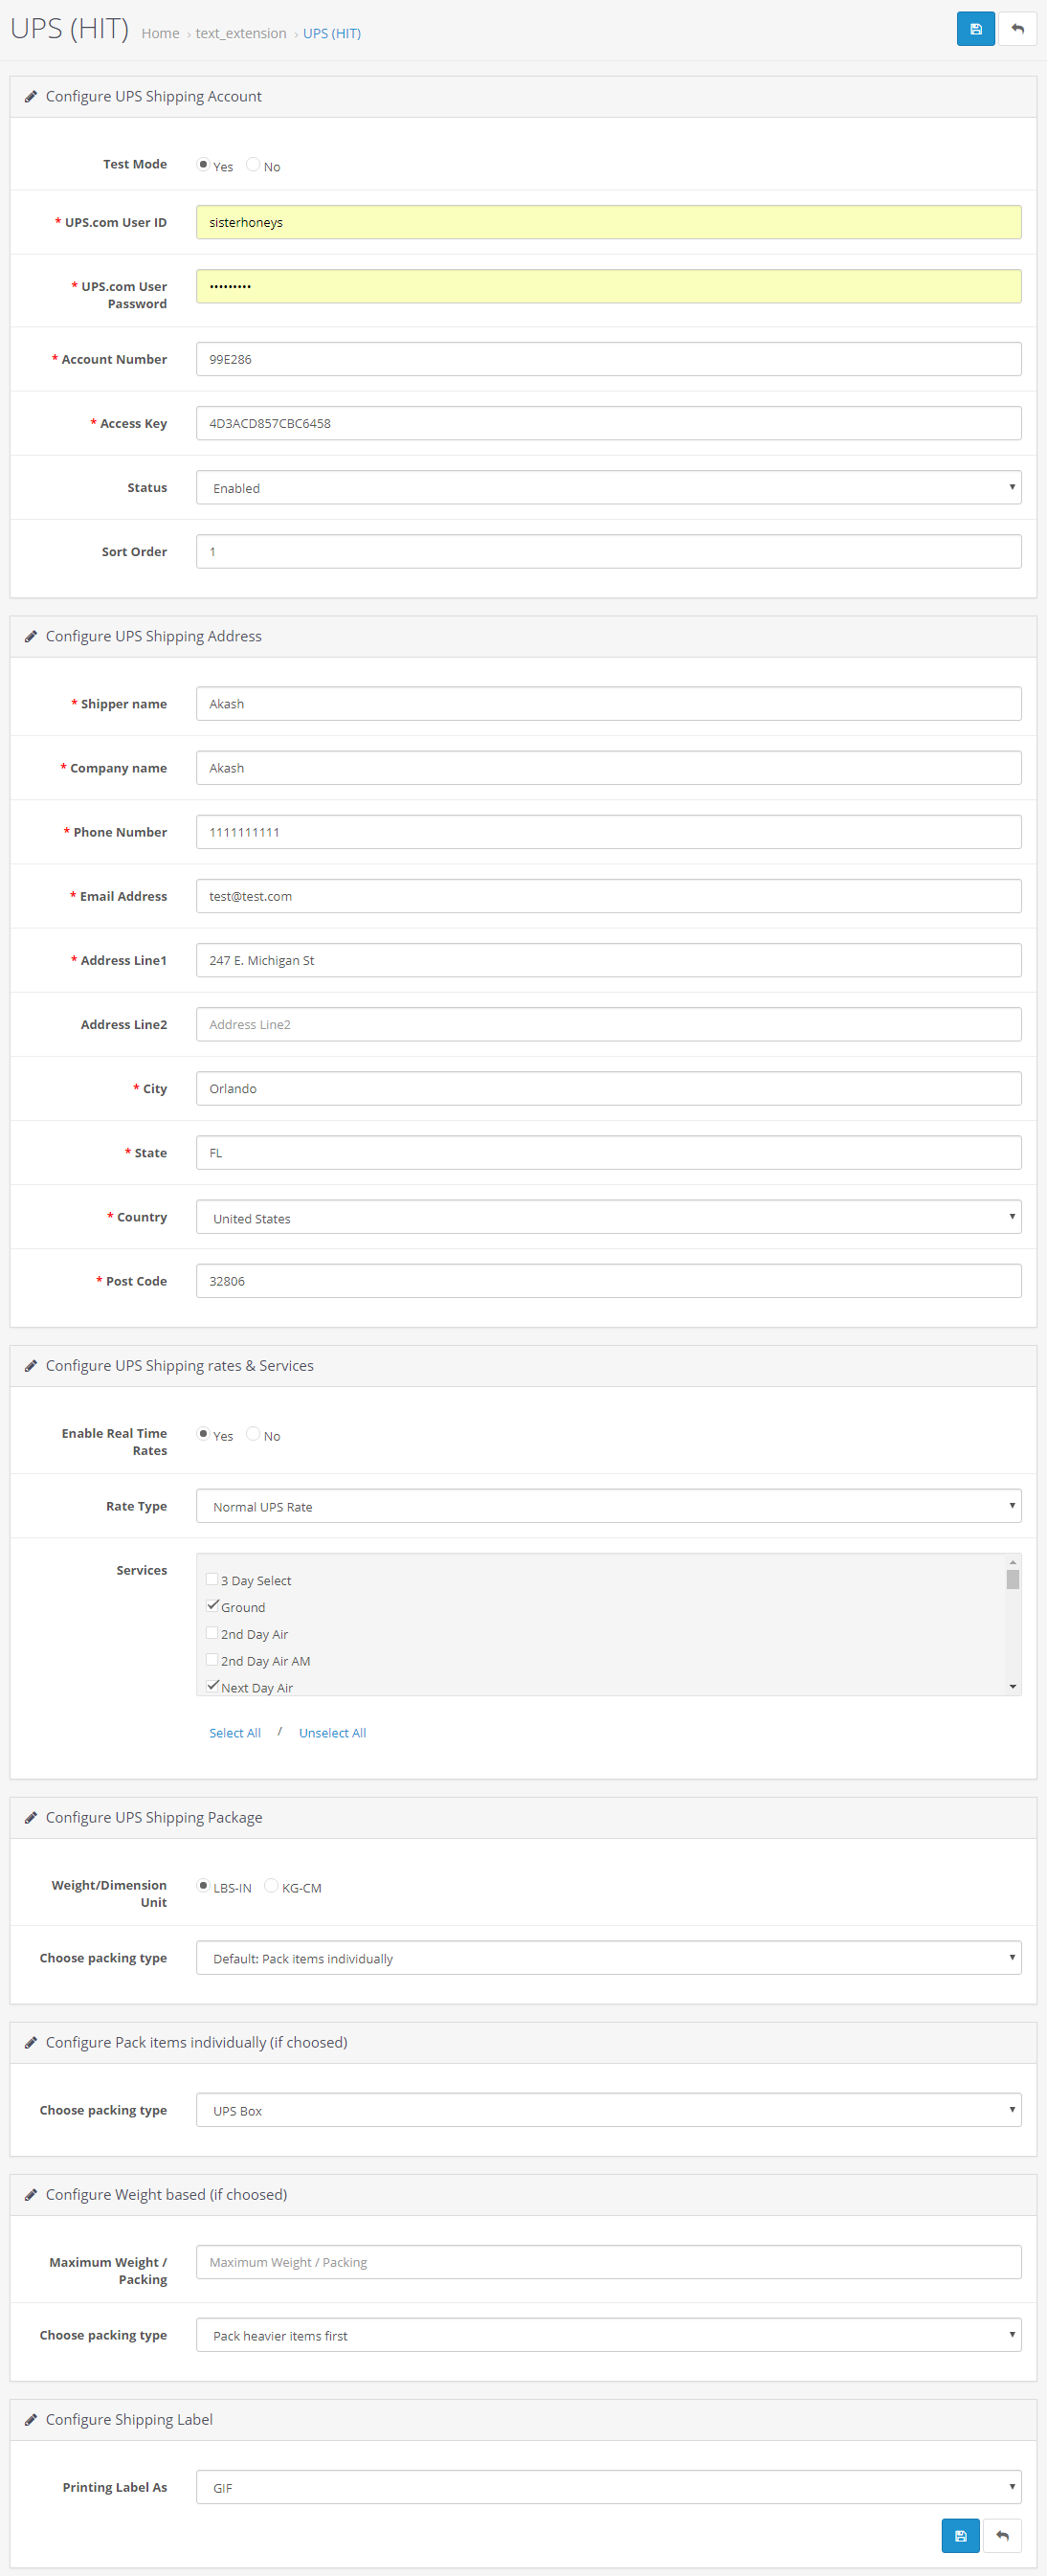 UPS (HIT) Home › text_extension › UPS (HIT)
Configure UPS Shipping Account
Test Mode Yes No
* UPS.com User ID sisterhoneys
* UPS.com User Password •••••••••
* Account Number 99E286
* Access Key 4D3ACD857CBC6458
Status Enabled
Sort Order 1
Configure UPS Shipping Address
* Shipper name Akash
* Company name Akash
* Phone Number 1111111111
* Email Address test@test.com
* Address Line1 247 E. Michigan St
Address Line2 Address Line2
* City Orlando
* State FL
* Country United States
* Post Code 32806
Configure UPS Shipping rates & Services
Enable Real Time Rates Yes No
Rate Type Normal UPS Rate
Services 3 Day Select
Ground
2nd Day Air
2nd Day Air AM
Next Day Air
Select All / Unselect All
Configure UPS Shipping Package
Weight/Dimension Unit LBS-IN KG-CM
Choose packing type Default: Pack items individually
Configure Pack items individually (if choosed)
Choose packing type UPS Box
Configure Weight based (if choosed)
Maximum Weight / Packing Maximum Weight / Packing
Choose packing type Pack heavier items first
Configure Shipping Label
Printing Label As GIF